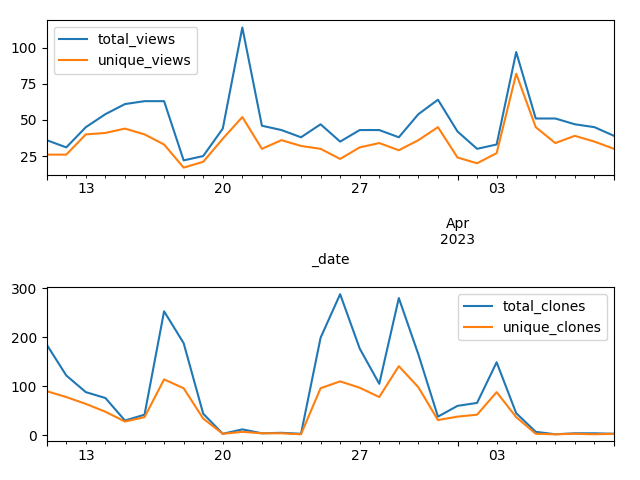 total_views
unique_views
100
75
50
25
13
20
27
03
Apr
2023
_date
total_clones
unique_clones
300
200
100
0
13
20
27
03